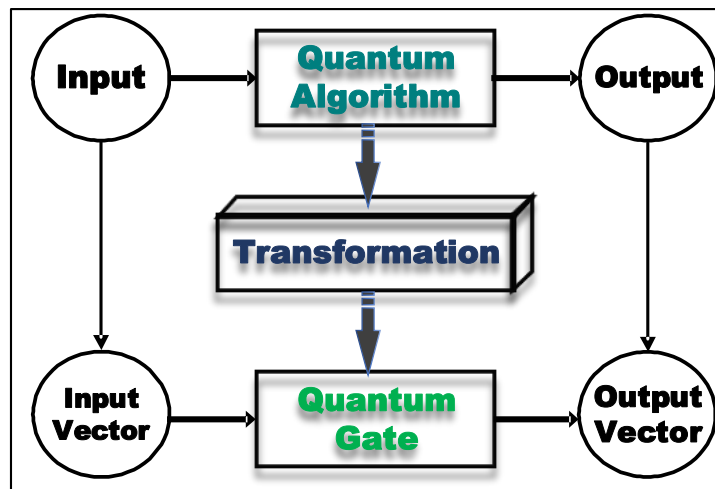 Input
Quantum
Algorithm
Output
Transformation
Input
Vector
Quantum
Gate
Output
Vector